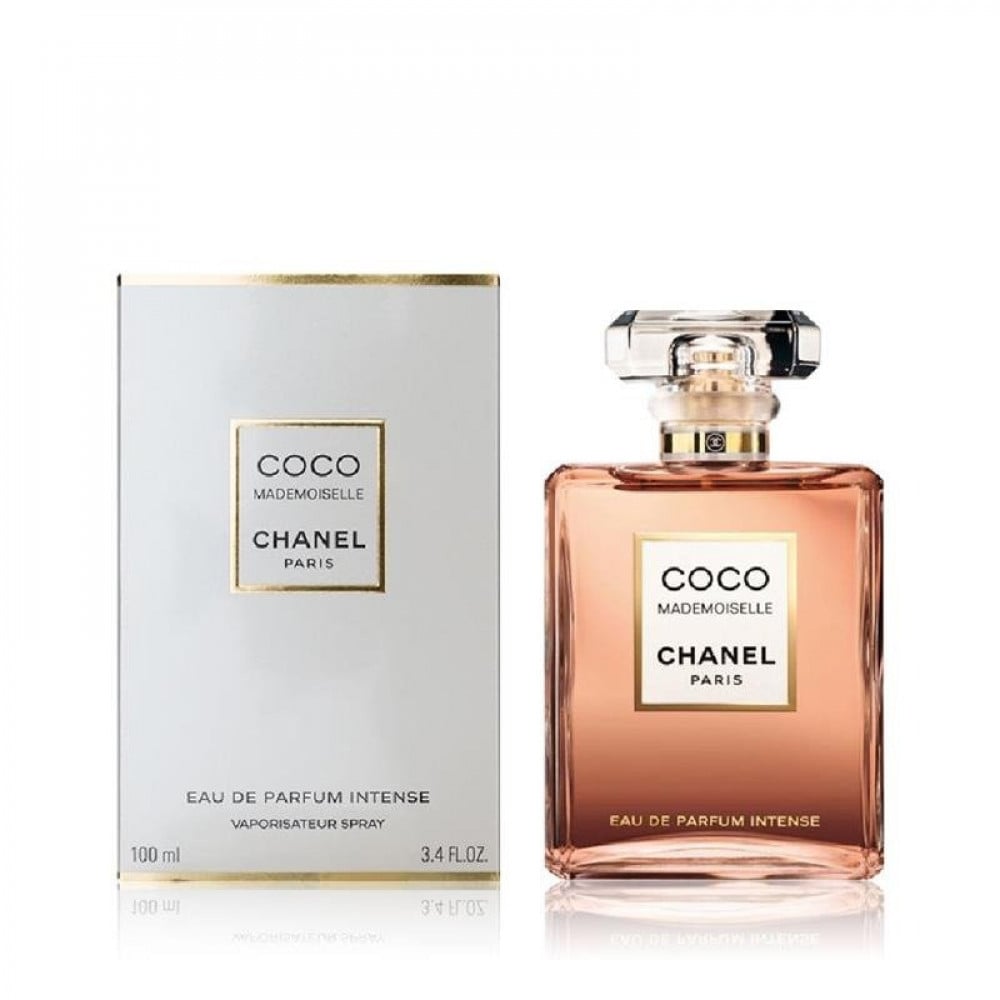 COCO
MADEMOISELLE
CHANEL
PARIS
EAU DE PARFUM INTENSE
VAPORISATEUR SPRAY
100 ml
3.4 FL.OZ.
COCO
MADEMOISELLE
CHANEL
PARIS
EAU DE PARFUM INTENSE